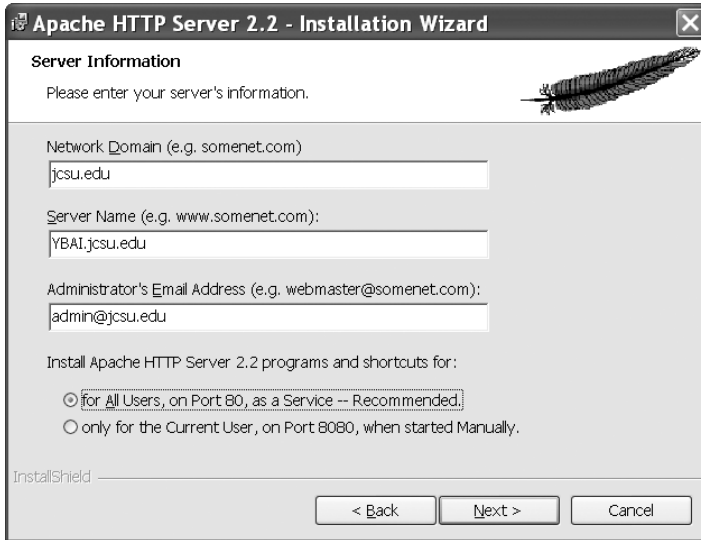 Apache HTTP Server 2.2 - Installation Wizard
Server Information
Please enter your server's information.
Network Domain (e.g. somenet.com)
jcsu.edu
Server Name (e.g. www.somenet.com):
YBAI.jcsu.edu
Administrator's Email Address (e.g. webmaster@somenet.com):
admin@jcsu.edu
Install Apache HTTP Server 2.2 programs and shortcuts for:
for All Users, on Port 80, as a Service -- Recommended.
only for the Current User, on Port 8080, when started Manually.
InstallShield
< Back Next > Cancel